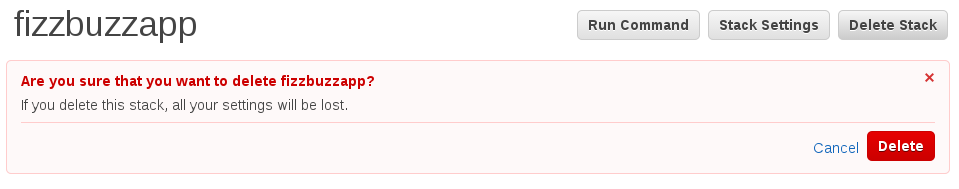 fizzbuzzapp
Run Command Stack Settings Delete Stack
Are you sure that you want to delete fizzbuzzapp? ×
If you delete this stack, all your settings will be lost.
Cancel Delete